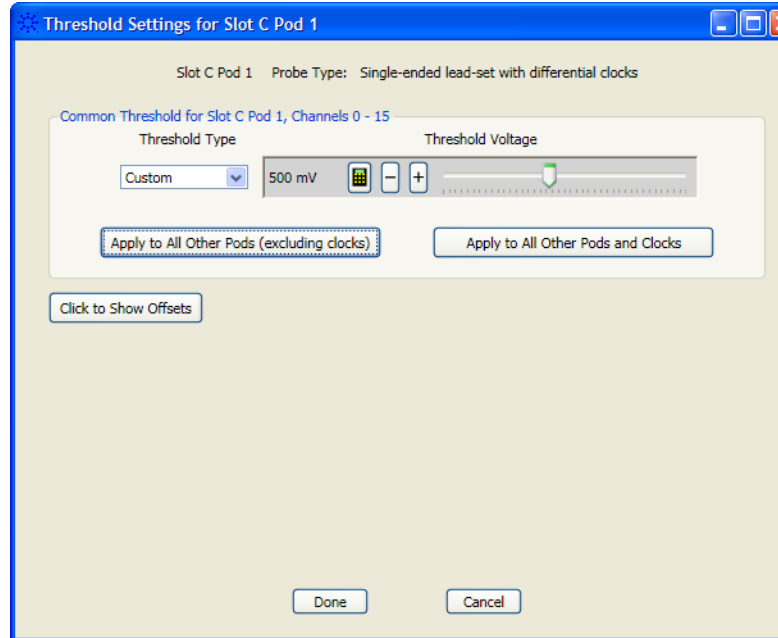 Threshold Settings for Slot C Pod 1
Slot C Pod 1 Probe Type: Single-ended lead-set with differential clocks
Common Threshold for Slot C Pod 1, Channels 0 - 15
Threshold Type Threshold Voltage
Custom 500 mV − +
Apply to All Other Pods (excluding clocks) Apply to All Other Pods and Clocks
Click to Show Offsets
Done Cancel